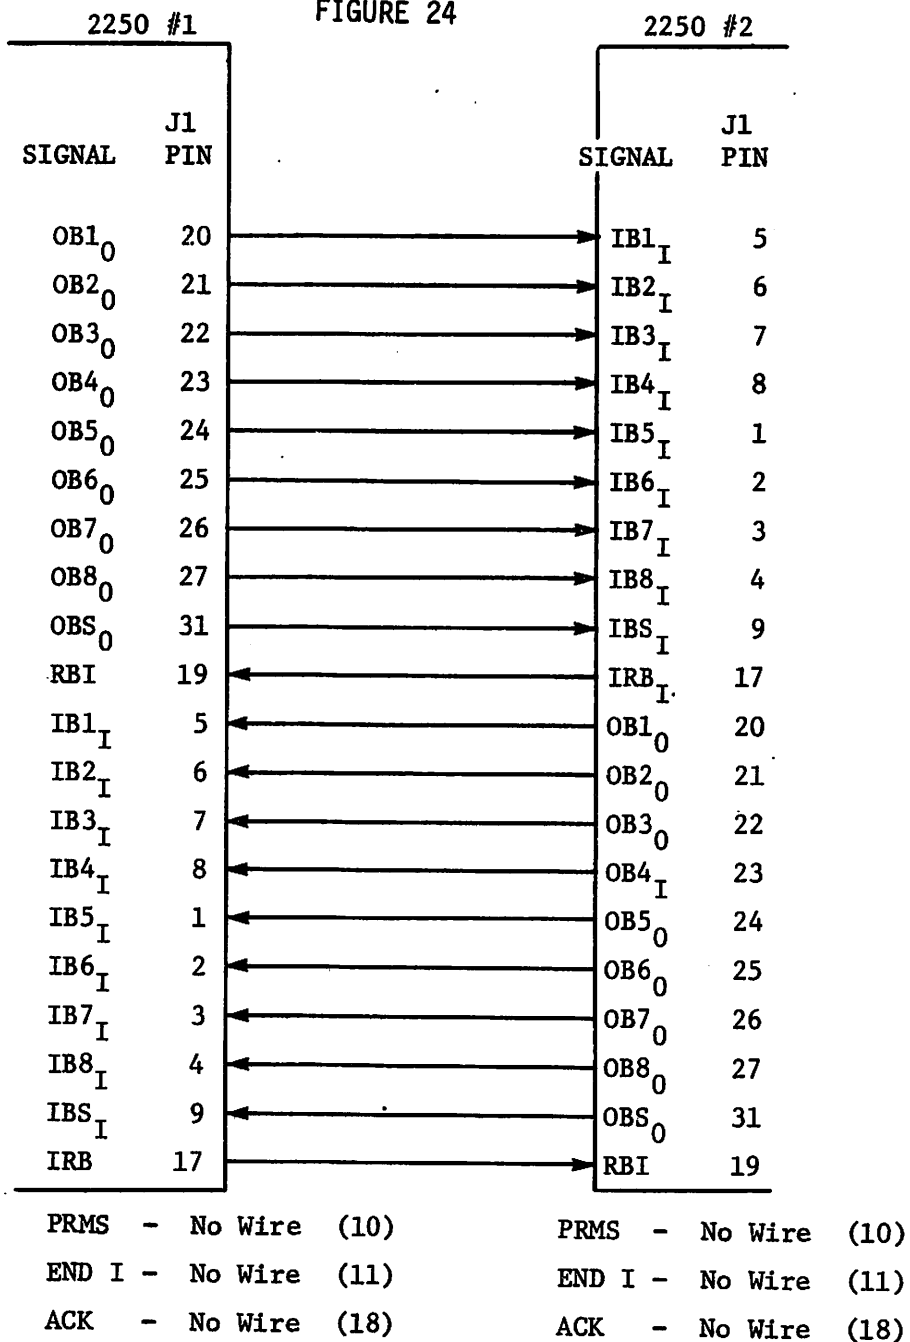 FIGURE 24
2250 #1 2250 #2
J1 J1
SIGNAL PIN SIGNAL PIN
OB1O 20 IB1I 5
OB2O 21 IB2I 6
OB3O 22 IB3I 7
OB4O 23 IB4I 8
OB5O 24 IB5I 1
OB6O 25 IB6I 2
OB7O 26 IB7I 3
OB8O 27 IB8I 4
OBSO 31 IBSI 9
RBI 19 IRBI 17
IB1I 5 OB1O 20
IB2I 6 OB2O 21
IB3I 7 OB3O 22
IB4I 8 OB4I 23
IB5I 1 OB5O 24
IB6I 2 OB6O 25
IB7I 3 OB7O 26
IB8I 4 OB8O 27
IBSI 9 OBSO 31
IRB 17 RBI 19
PRMS - No Wire (10) PRMS - No Wire (10)
END I - No Wire (11) END I - No Wire (11)
ACK - No Wire (18) ACK - No Wire (18)